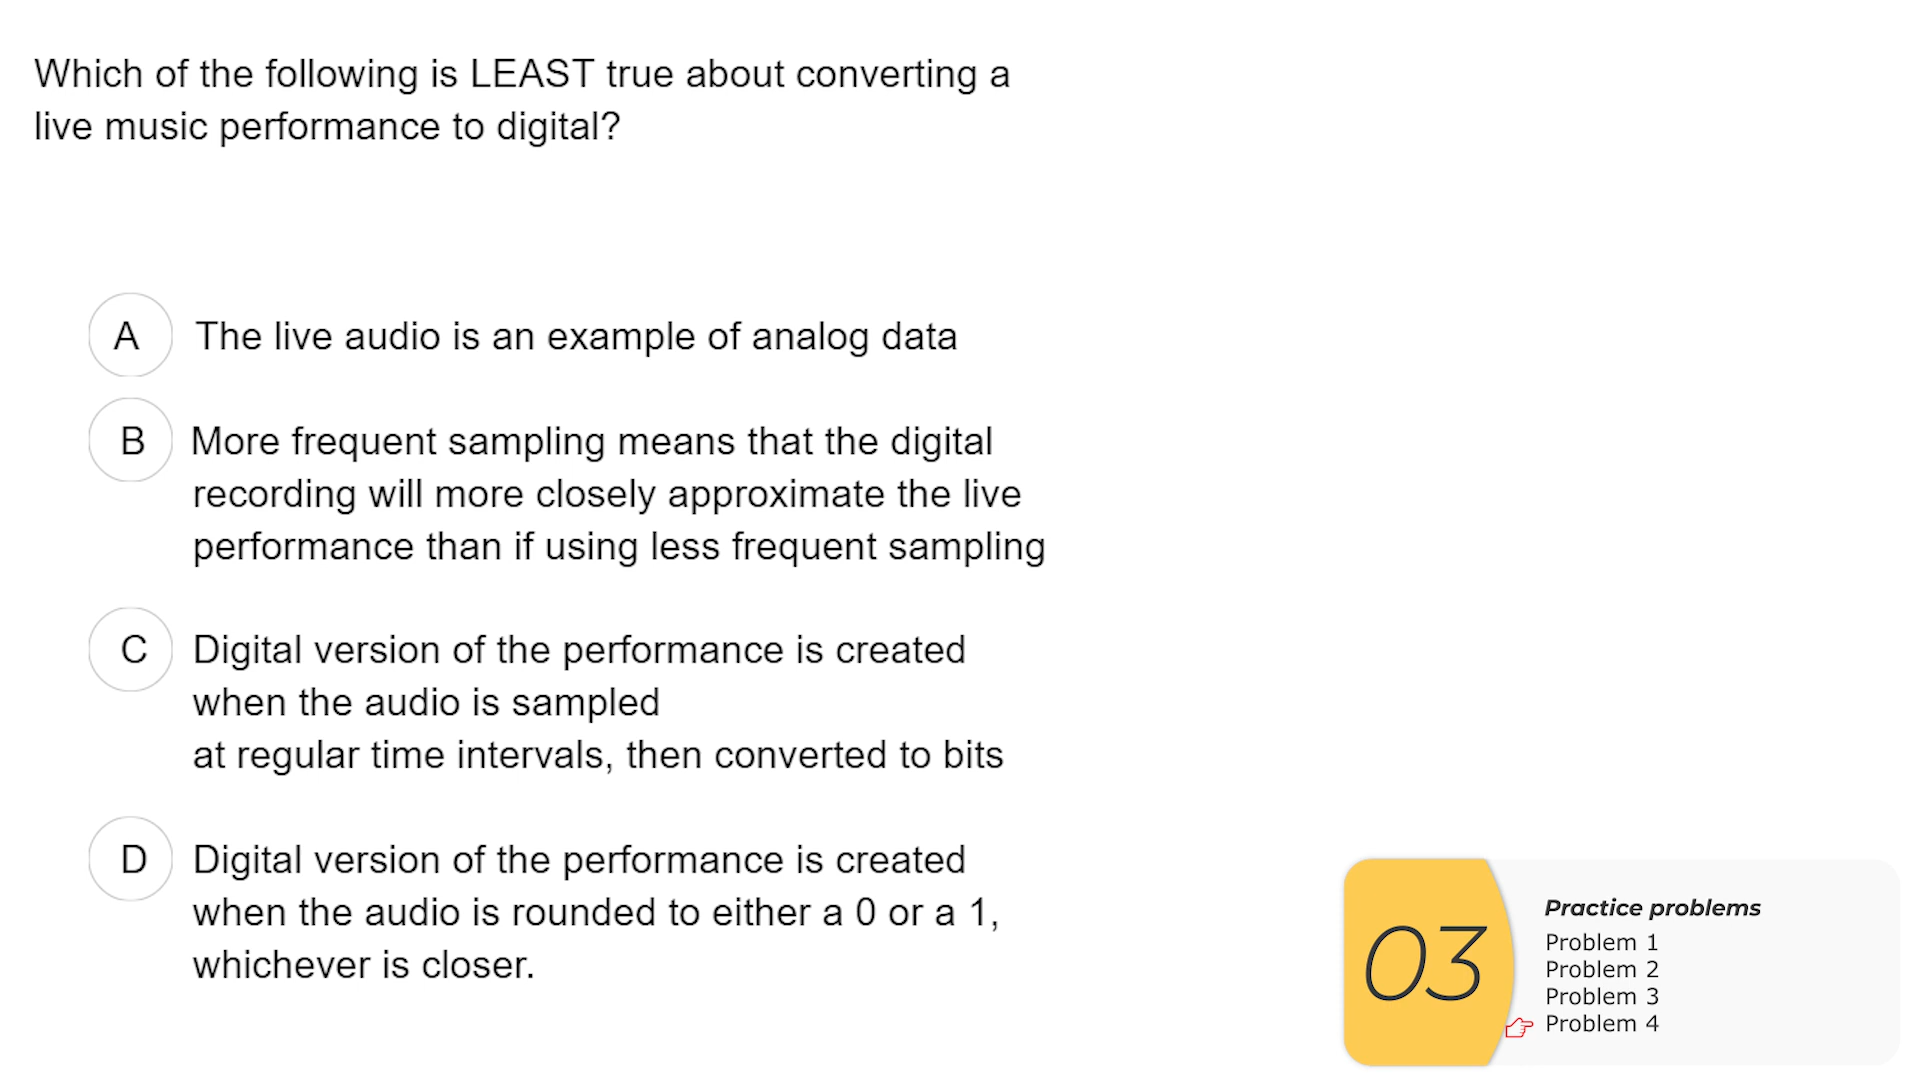 Which of the following is LEAST true about converting a
live music performance to digital?
A The live audio is an example of analog data
B More frequent sampling means that the digital
recording will more closely approximate the live
performance than if using less frequent sampling
C Digital version of the performance is created
when the audio is sampled
at regular time intervals, then converted to bits
D Digital version of the performance is created
when the audio is rounded to either a 0 or a 1,
whichever is closer.
03
Practice problems
Problem 1
Problem 2
Problem 3
Problem 4